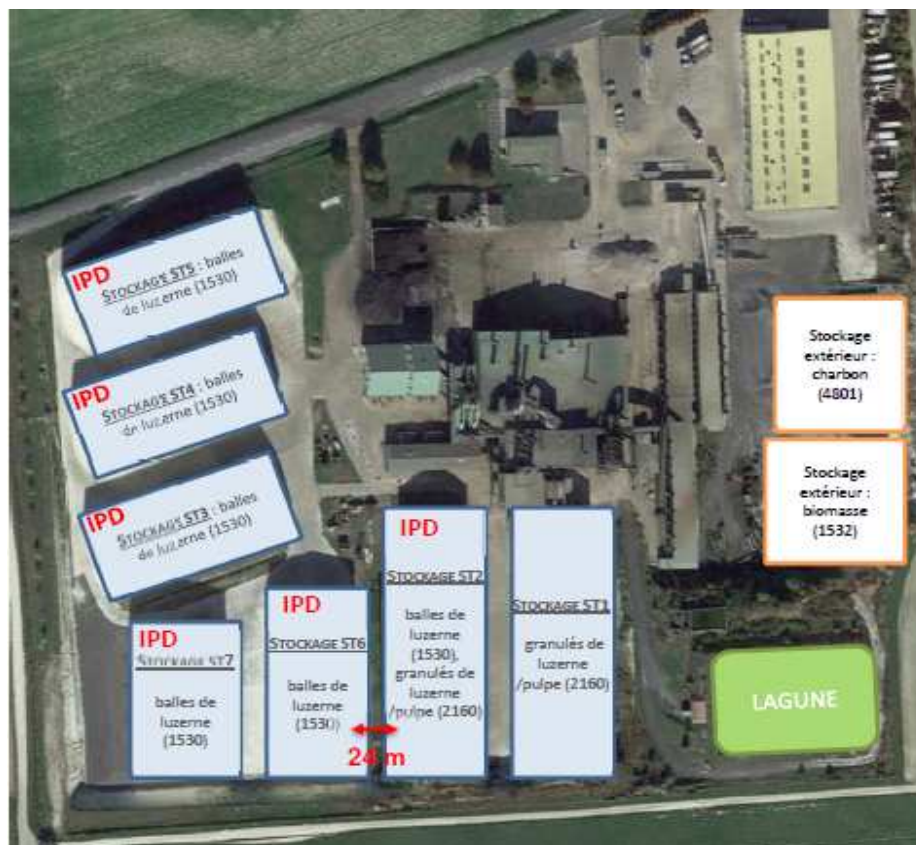 IPD
STOCKAGE ST5 : balles
de luzerne (1530)
IPD
STOCKAGE ST4 : balles
de luzerne (1530)
IPD
STOCKAGE ST3 : balles
de luzerne (1530)
IPD
STOCKAGE ST7
balles de
luzerne
(1530)
IPD
STOCKAGE ST6
balles de
luzerne
(1530)
24 m
IPD
STOCKAGE ST2
balles de
luzerne
(1530),
granulés de
luzerne
/pulpe (2160)
STOCKAGE ST1
granulés de
luzerne
/pulpe (2160)
Stockage
extérieur :
charbon
(4801)
Stockage
extérieur :
biomasse
(1532)
LAGUNE